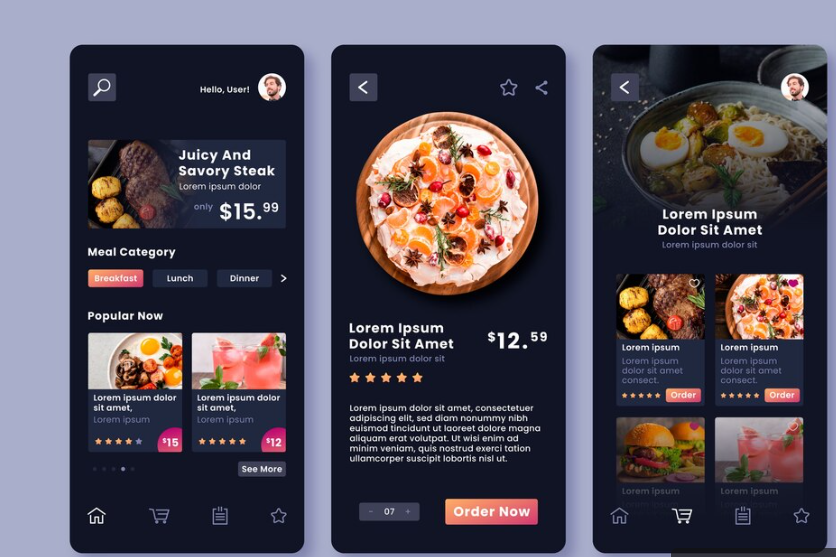 Hello, User!
Juicy And
Savory Steak
Lorem ipsum dolor
only $15.99
Meal Category
Breakfast Lunch Dinner
Popular Now
Lorem ipsum dolor
sit amet,
Lorem ipsum
$15
Lorem ipsum dolor
sit amet,
Lorem ipsum
$12
See More
Lorem Ipsum
Dolor Sit Amet
Lorem ipsum dolor sit
$12.59
Lorem ipsum dolor sit amet, consectetuer
adipiscing elit, sed diam nonummy nibh
euismod tincidunt ut laoreet dolore magna
aliquam erat volutpat. Ut wisi enim ad
minim veniam, quis nostrud exerci tation
ullamcorper suscipit lobortis nisl ut.
- 07 +
Order Now
Lorem Ipsum
Dolor Sit Amet
Lorem ipsum dolor sit
Lorem ipsum
Lorem ipsum
dolor sit amet
consect.
Order
Lorem ipsum
Lorem ipsum
dolor sit amet
consect.
Order
Lorem ipsum
Lorem ipsum
Lorem ipsum
Lorem ipsum